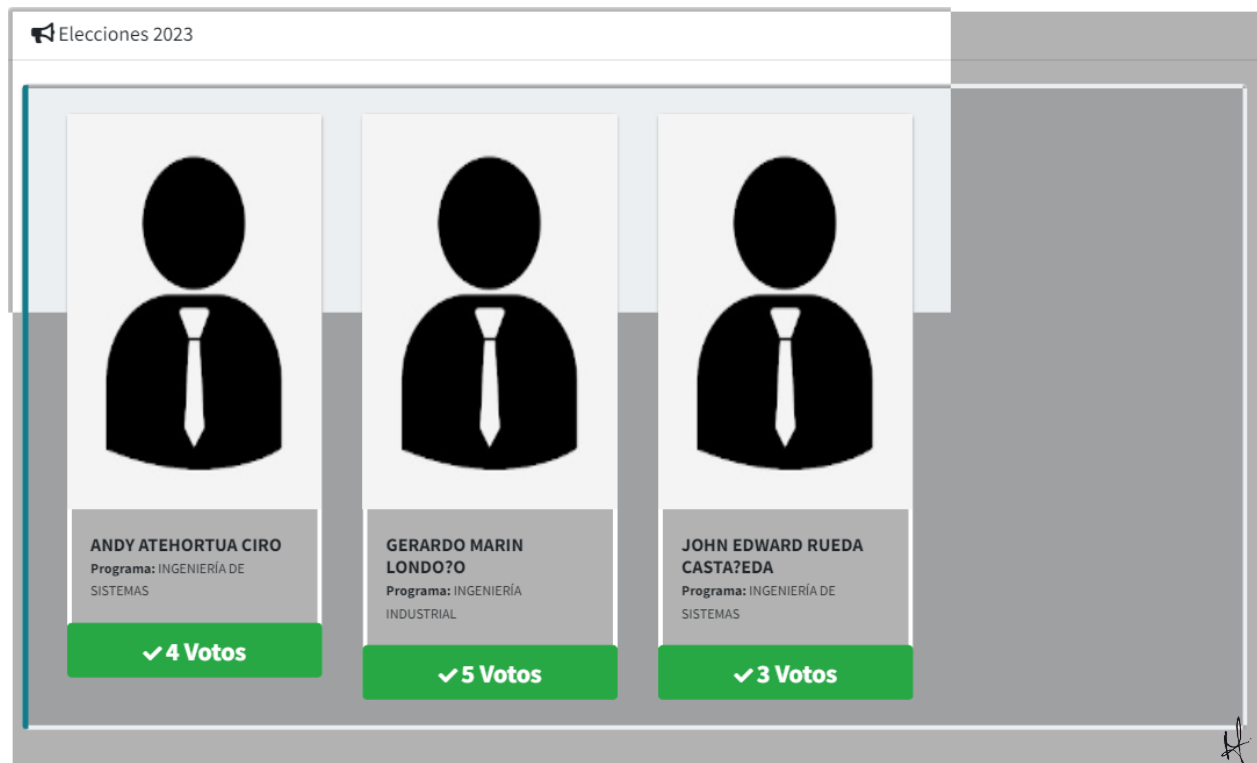 Elecciones 2023
ANDY ATEHORTUA CIRO
Programa: INGENIERÍA DE
SISTEMAS
4 Votos
GERARDO MARIN
LONDO?O
Programa: INGENIERÍA
INDUSTRIAL
5 Votos
JOHN EDWARD RUEDA
CASTA?EDA
Programa: INGENIERÍA DE
SISTEMAS
3 Votos